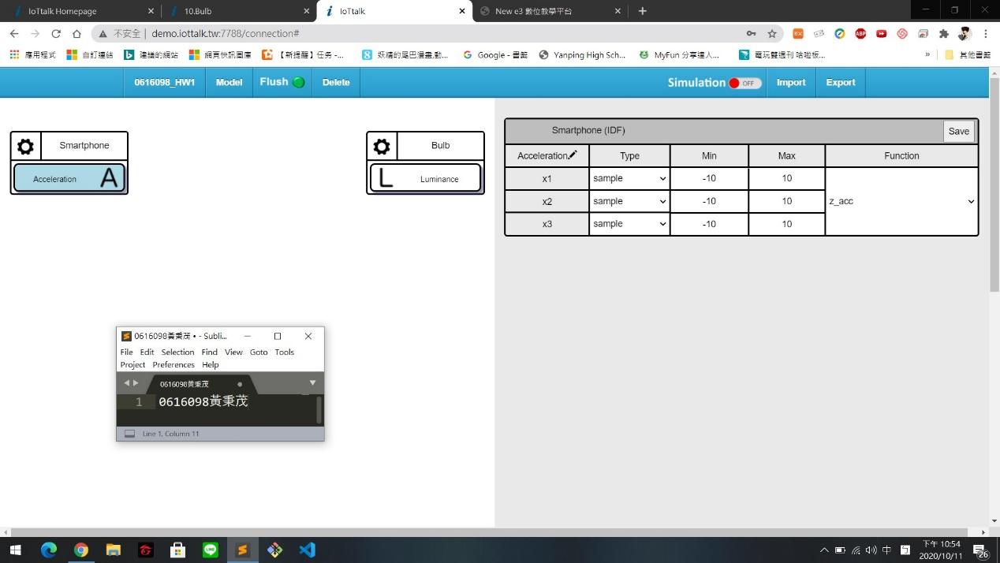 IoTtalk Homepage
10.Bulb
IoTtalk
New e3 數位教學平台
不安全 | demo.iottalk.tw:7788/connection#
應用程式
自訂連結
建議的網站
網頁快訊圖庫
【新提醒】任務 -...
妖精的尾巴漫畫,動...
Google - 書籤
Yanping High Sch...
MyFun 分享達人...
電玩雙週刊 哈啦板...
»
其他書籤
0616098_HW1
Model
Flush
Delete
Simulation
OFF
Import
Export
Smartphone
Acceleration A
Bulb
L Luminance
Smartphone (IDF)
Save
Acceleration Type Min Max Function
x1 sample -10 10
x2 sample -10 10 z_acc
x3 sample -10 10
0616098黃秉茂 • - Subli...
File Edit Selection Find View Goto Tools
Project Preferences Help
0616098黃秉茂
1 0616098黃秉茂
Line 1, Column 11
中
下午 10:54
2020/10/11
26